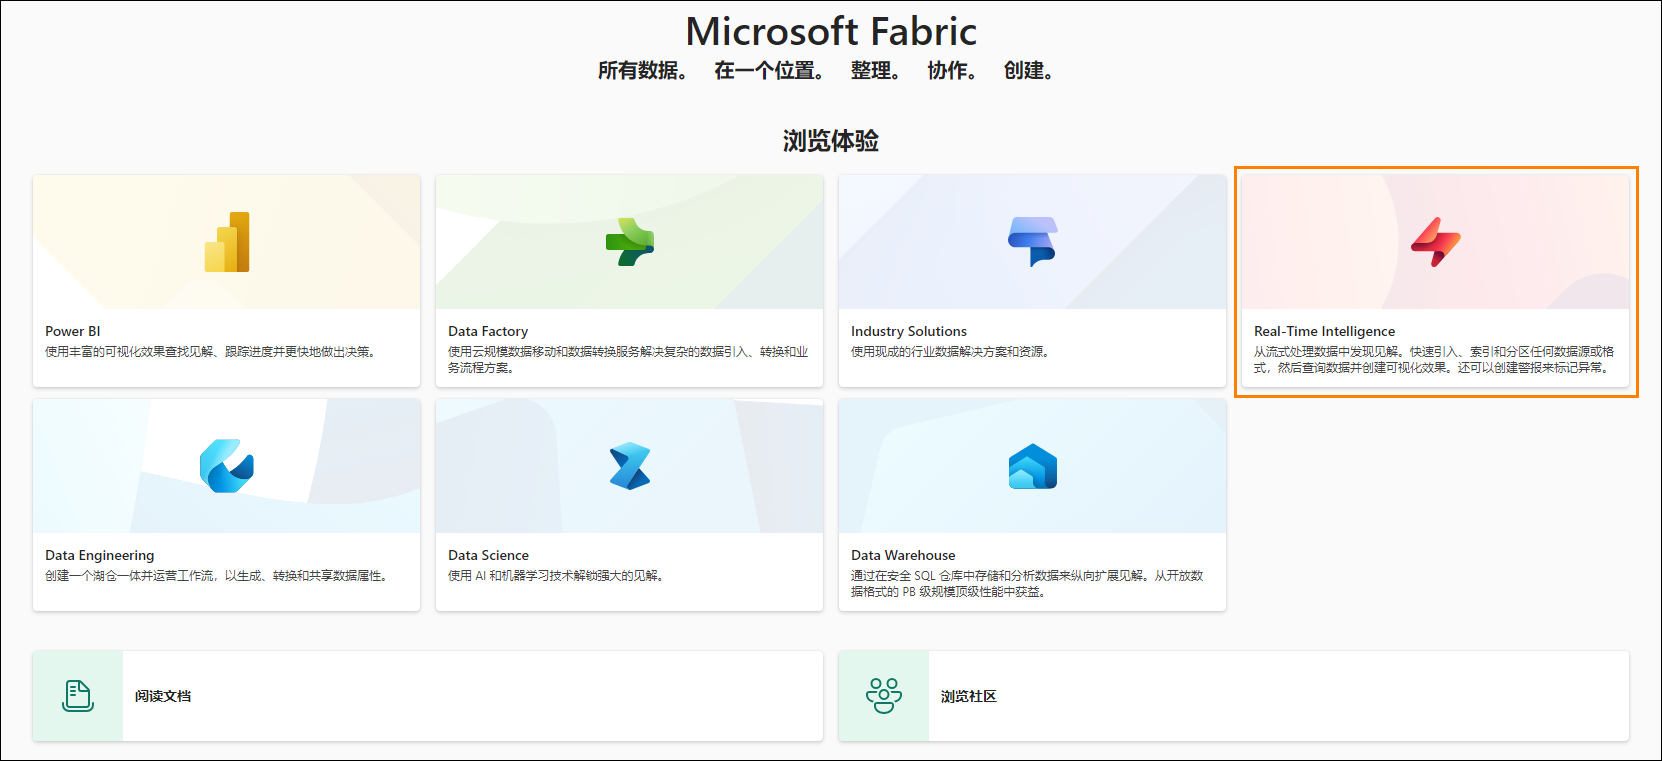 Microsoft Fabric
所有数据。 在一个位置。 整理。 协作。 创建。
浏览体验
Power BI
使用丰富的可视化效果查找见解、跟踪进度并更快地做出决策。
Data Factory
使用云规模数据移动和数据转换服务解决复杂的数据引入、转换和业
务流程方案。
Industry Solutions
使用现成的行业数据解决方案和资源。
Real-Time Intelligence
从流式处理数据中发现见解。快速引入、索引和分区任何数据源或格
式，然后查询数据并创建可视化效果。还可以创建警报来标记异常。
Data Engineering
创建一个湖仓一体并运营工作流，以生成、转换和共享数据属性。
Data Science
使用 AI 和机器学习技术解锁强大的见解。
Data Warehouse
通过在安全 SQL 仓库中存储和分析数据来纵向扩展见解。从开放数
据格式的 PB 级规模顶级性能中获益。
阅读文档
浏览社区